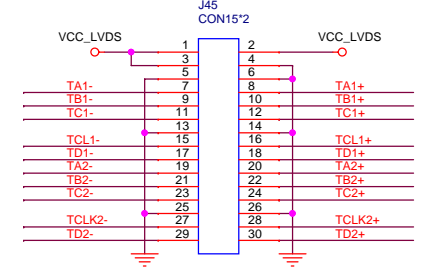 J45
CON15*2
VCC_LVDS VCC_LVDS
1 2
3 4
5 6
TA1- 7 8 TA1+
TB1- 9 10 TB1+
TC1- 11 12 TC1+
13 14
TCL1- 15 16 TCL1+
TD1- 17 18 TD1+
TA2- 19 20 TA2+
TB2- 21 22 TB2+
TC2- 23 24 TC2+
25 26
TCLK2- 27 28 TCLK2+
TD2- 29 30 TD2+